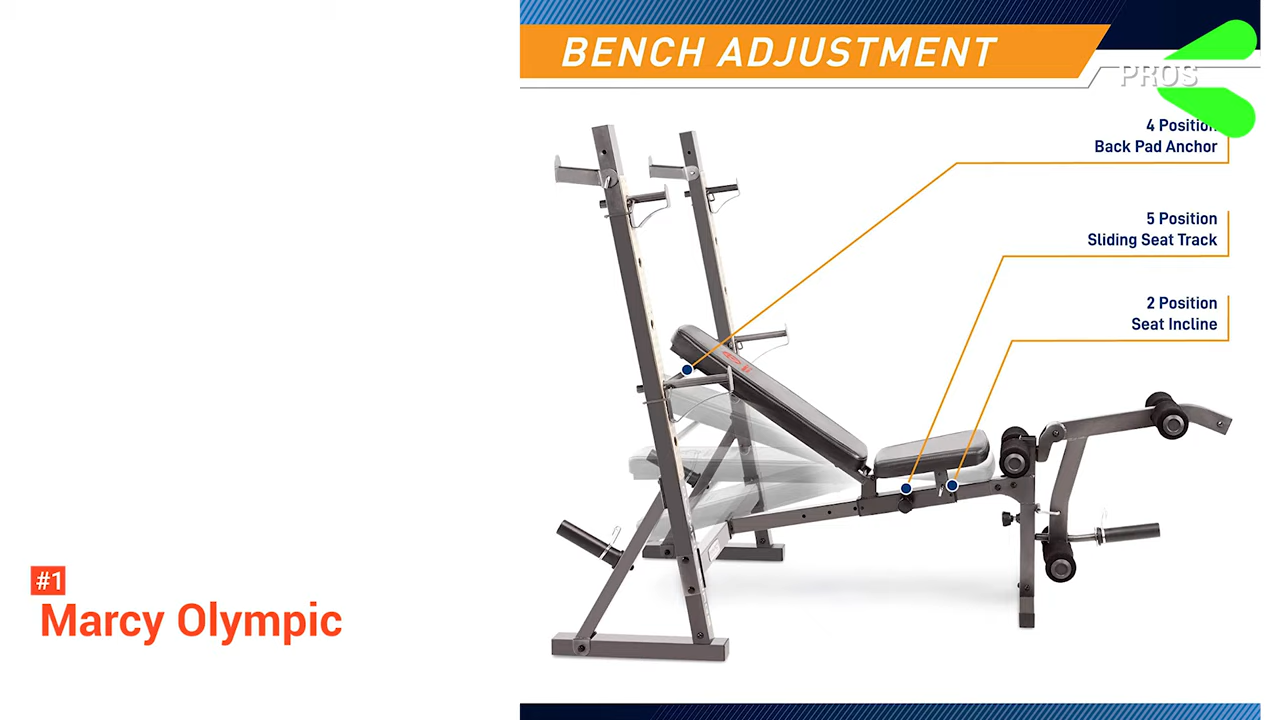 BENCH ADJUSTMENT
PROS
4 Position
Back Pad Anchor
5 Position
Sliding Seat Track
2 Position
Seat Incline
#1
Marcy Olympic